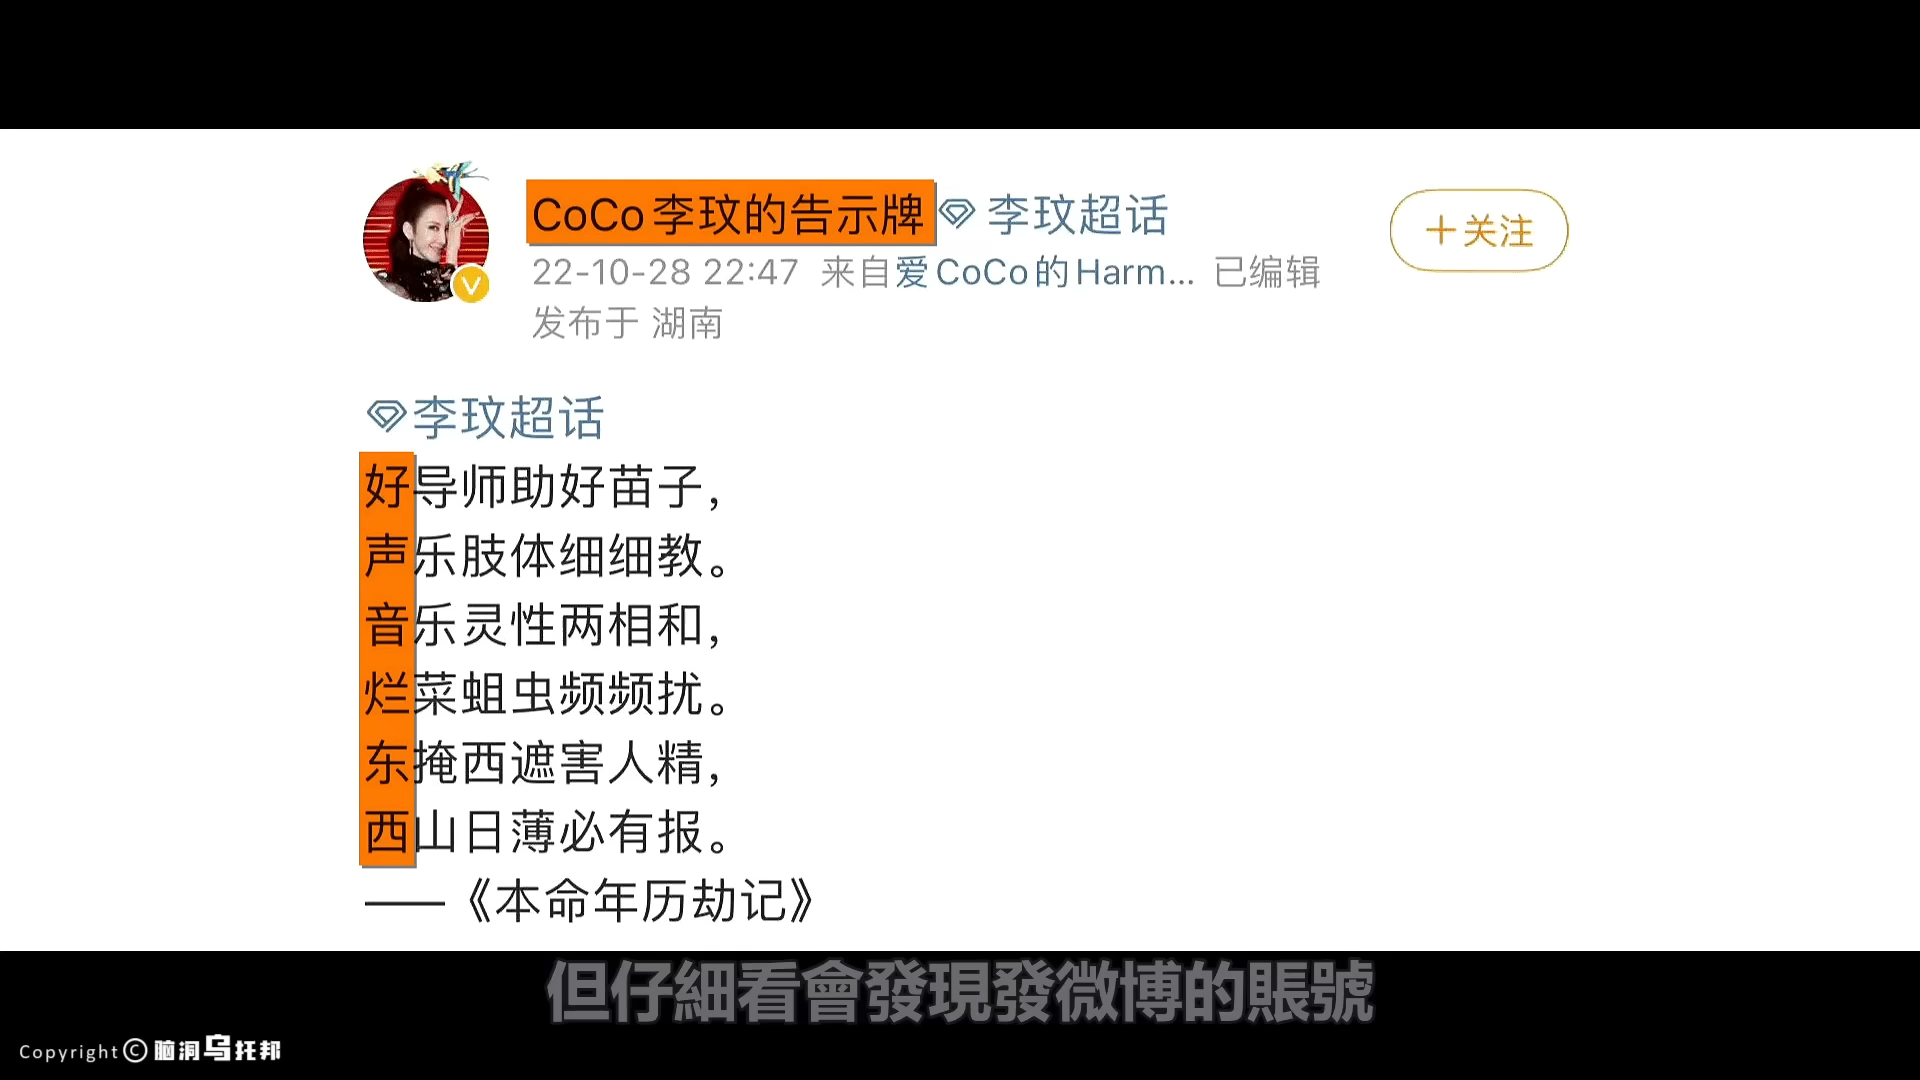 CoCo李玟的告示牌 李玟超话
+关注
22-10-28 22:47 来自爱CoCo的Harm... 已编辑
发布于 湖南
李玟超话
好导师助好苗子，
声乐肢体细细教。
音乐灵性两相和，
烂菜蛆虫频频扰。
东掩西遮害人精，
西山日薄必有报。
——《本命年历劫记》
但仔細看會發現發微博的賬號
Copyright © 脑洞乌托邦